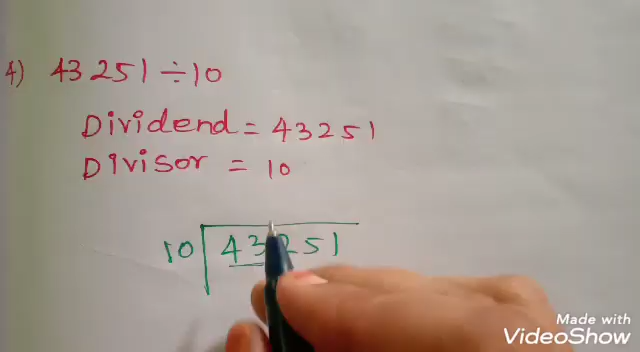 4) 43251 ÷ 10
Dividend = 43251
Divisor = 10
10 43251
Made with
VideoShow